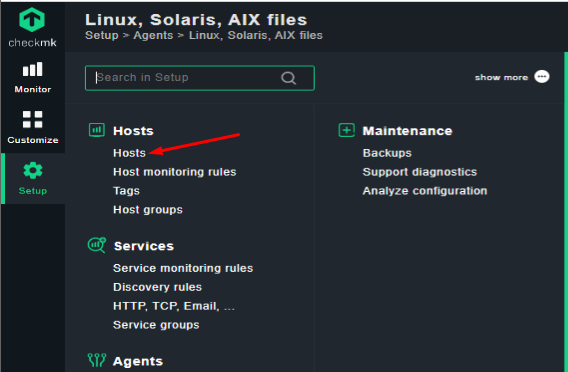 checkmk
Monitor
Customize
Setup
Linux, Solaris, AIX files
Setup > Agents > Linux, Solaris, AIX files
Search in Setup
show more
Hosts
Hosts
Host monitoring rules
Tags
Host groups
Services
Service monitoring rules
Discovery rules
HTTP, TCP, Email, ...
Service groups
Agents
Maintenance
Backups
Support diagnostics
Analyze configuration